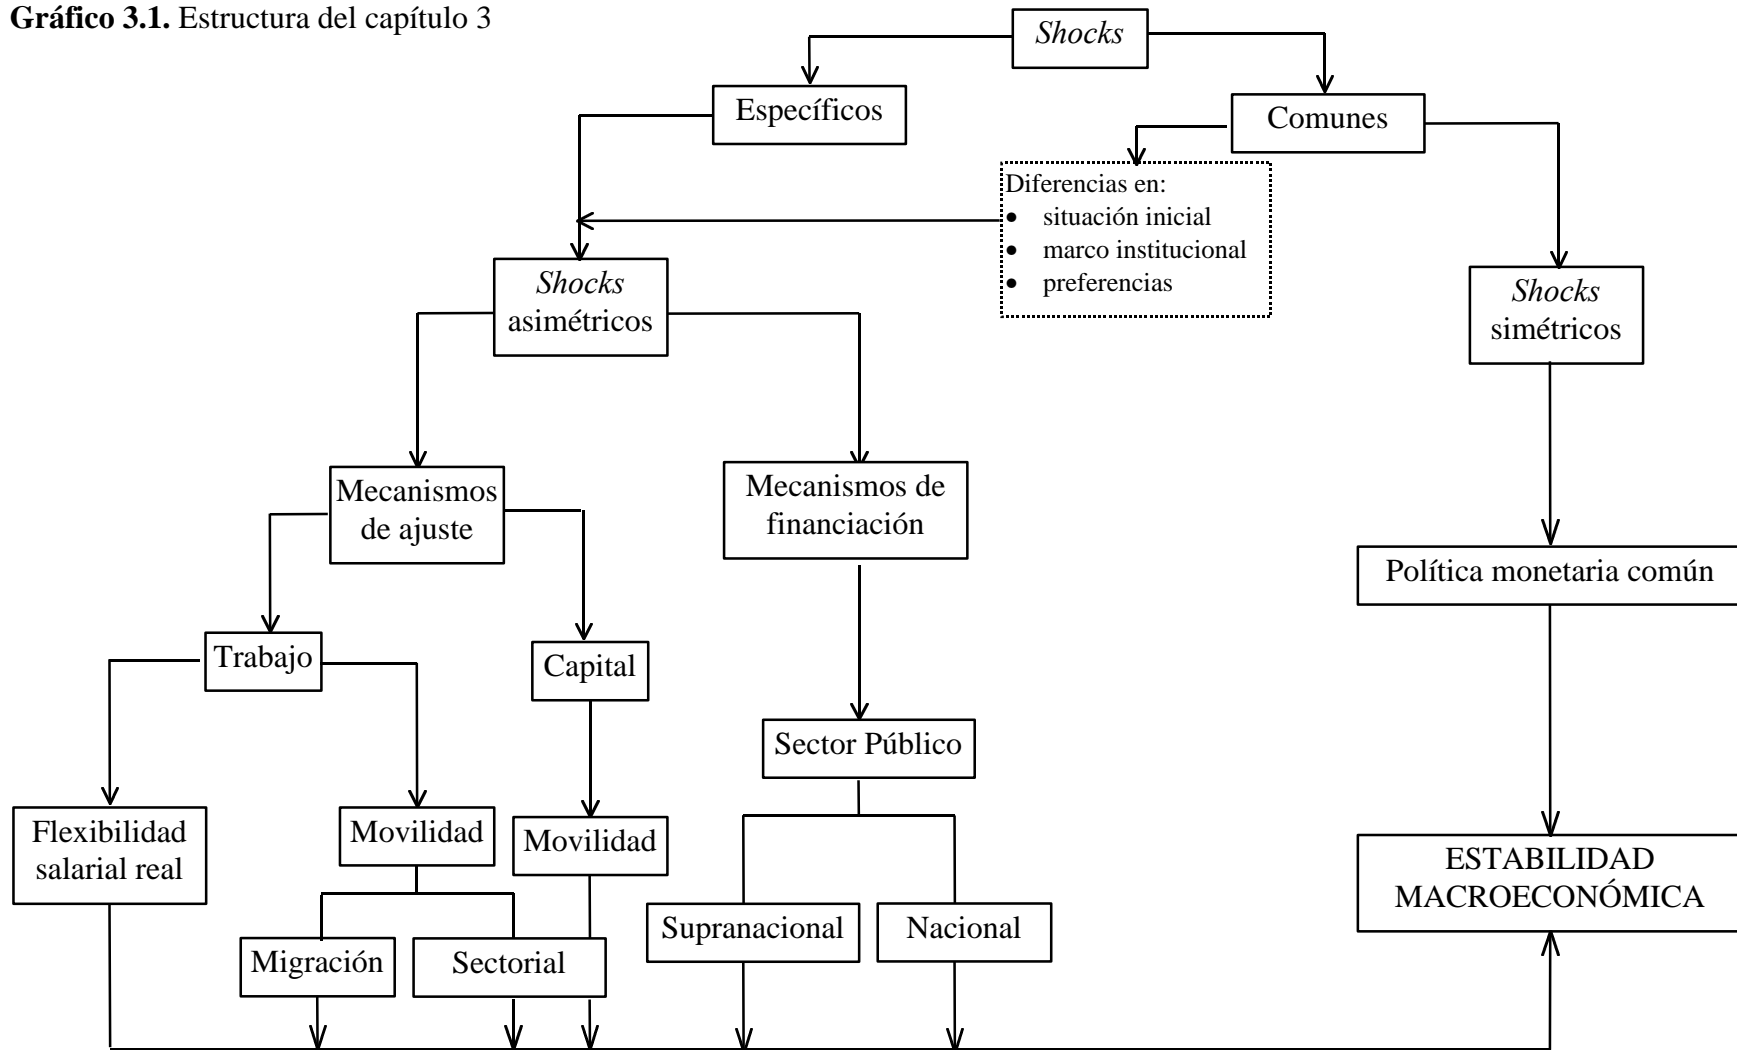 Gráfico 3.1. Estructura del capítulo 3
Shocks
Específicos
Comunes
Diferencias en:
• situación inicial
• marco institucional
• preferencias
Shocks
asimétricos
Shocks
simétricos
Mecanismos
de ajuste
Mecanismos de
financiación
Política monetaria común
Trabajo
Capital
Sector Público
Flexibilidad
salarial real
Movilidad
Movilidad
ESTABILIDAD
MACROECONÓMICA
Supranacional
Nacional
Migración
Sectorial